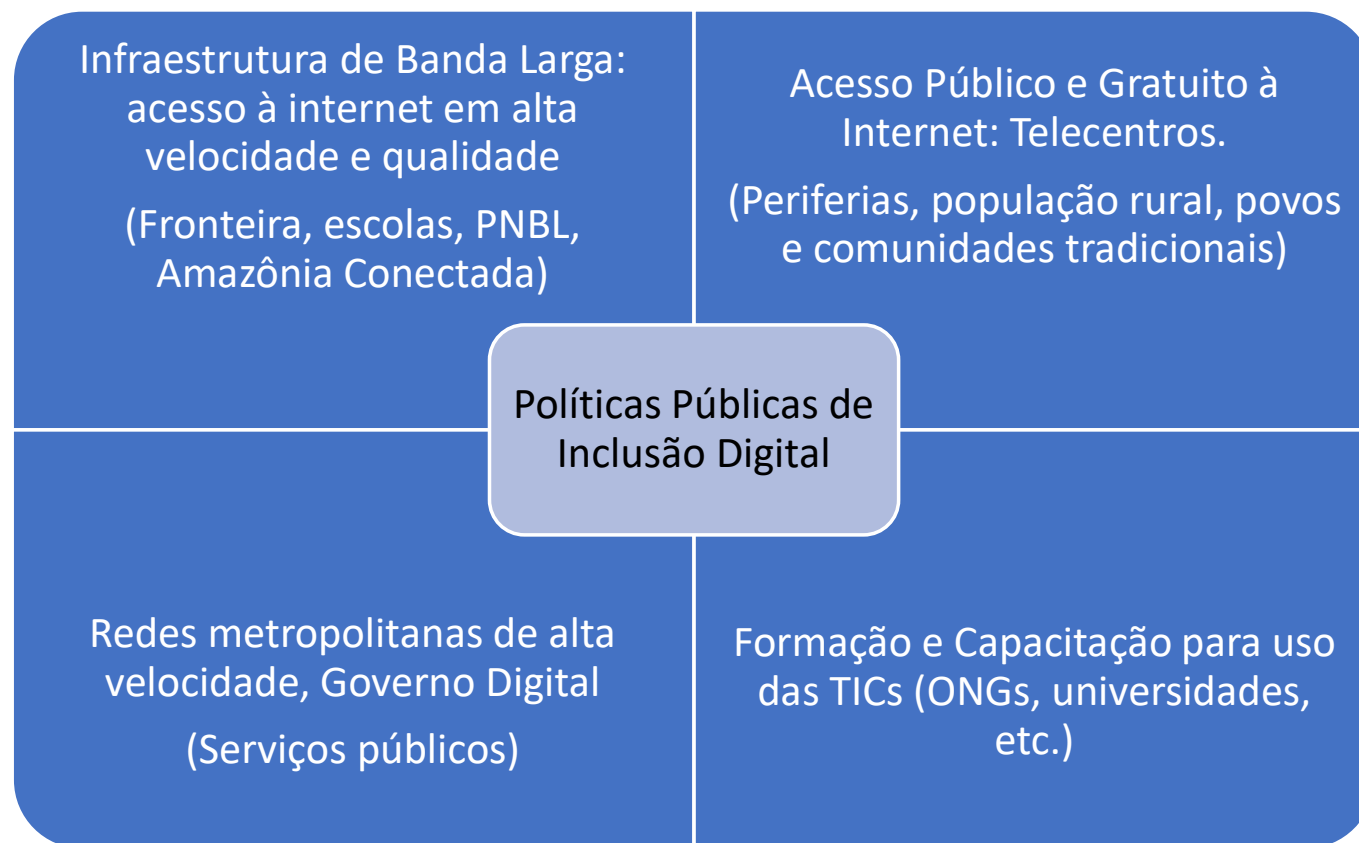 Infraestrutura de Banda Larga:
acesso à internet em alta
velocidade e qualidade
(Fronteira, escolas, PNBL,
Amazônia Conectada)
Acesso Público e Gratuito à
Internet: Telecentros.
(Periferias, população rural, povos
e comunidades tradicionais)
Políticas Públicas de
Inclusão Digital
Redes metropolitanas de alta
velocidade, Governo Digital
(Serviços públicos)
Formação e Capacitação para uso
das TICs (ONGs, universidades,
etc.)